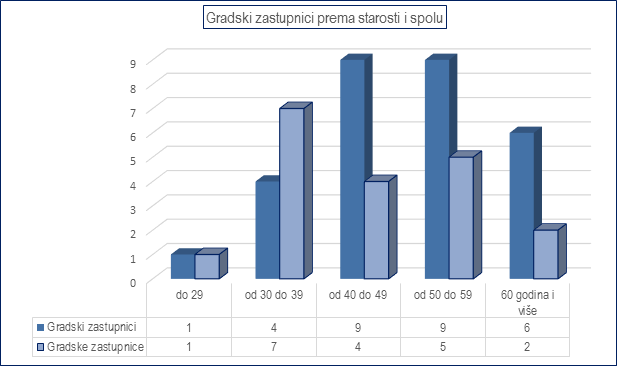 Gradski zastupnici prema starosti i spolu
9
8
7
6
5
4
3
2
1
0
do 29 od 30 do 39 od 40 do 49 od 50 do 59 60 godina i
više
Gradski zastupnici 1 4 9 9 6
Gradske zastupnice 1 7 4 5 2